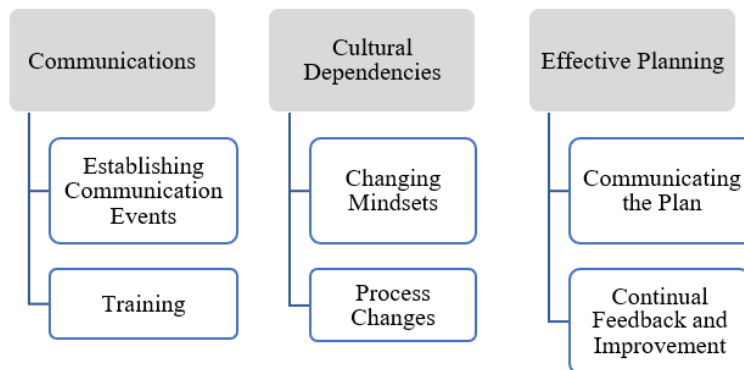 Communications
Establishing
Communication
Events
Training
Cultural
Dependencies
Changing
Mindsets
Process
Changes
Effective Planning
Communicating
the Plan
Continual
Feedback and
Improvement